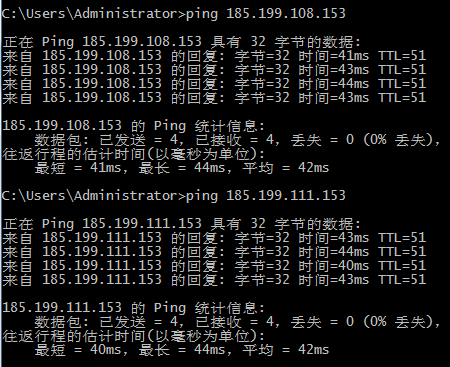 C:\Users\Administrator>ping 185.199.108.153
正在 Ping 185.199.108.153 具有 32 字节的数据:
来自 185.199.108.153 的回复: 字节=32 时间=41ms TTL=51
来自 185.199.108.153 的回复: 字节=32 时间=43ms TTL=51
来自 185.199.108.153 的回复: 字节=32 时间=44ms TTL=51
来自 185.199.108.153 的回复: 字节=32 时间=43ms TTL=51
185.199.108.153 的 Ping 统计信息:
数据包: 已发送 = 4，已接收 = 4，丢失 = 0 (0% 丢失)，
往返行程的估计时间(以毫秒为单位):
最短 = 41ms，最长 = 44ms，平均 = 42ms
C:\Users\Administrator>ping 185.199.111.153
正在 Ping 185.199.111.153 具有 32 字节的数据:
来自 185.199.111.153 的回复: 字节=32 时间=43ms TTL=51
来自 185.199.111.153 的回复: 字节=32 时间=44ms TTL=51
来自 185.199.111.153 的回复: 字节=32 时间=40ms TTL=51
来自 185.199.111.153 的回复: 字节=32 时间=43ms TTL=51
185.199.111.153 的 Ping 统计信息:
数据包: 已发送 = 4，已接收 = 4，丢失 = 0 (0% 丢失)，
往返行程的估计时间(以毫秒为单位):
最短 = 40ms，最长 = 44ms，平均 = 42ms